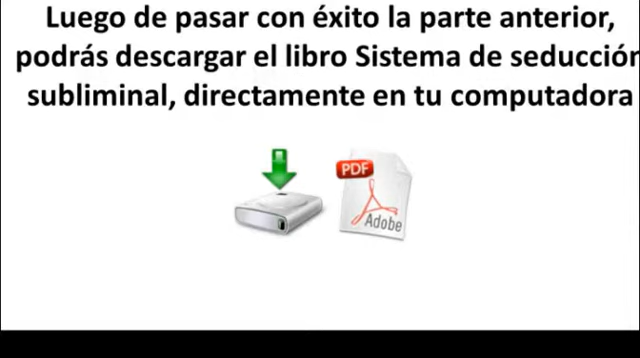 Luego de pasar con éxito la parte anterior,
podrás descargar el libro Sistema de seducción
subliminal, directamente en tu computadora
PDF
Adobe